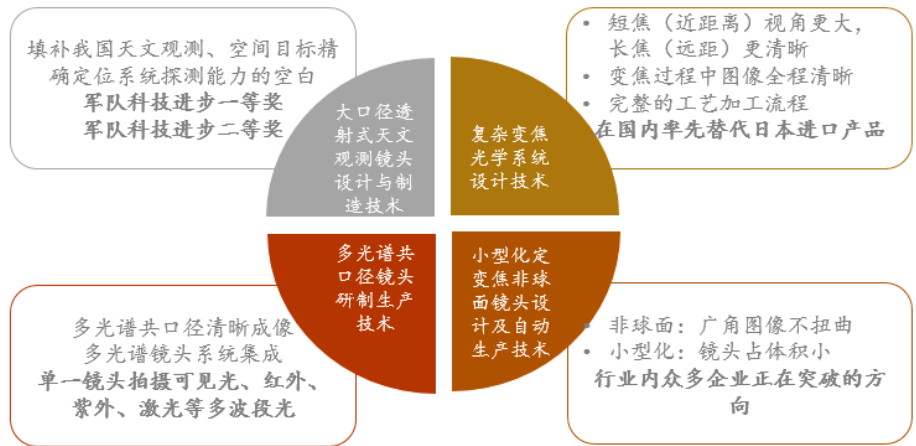 填补我国天文观测、空间目标精
确定位系统探测能力的空白
军队科技进步一等奖
军队科技进步二等奖
大口径透
射式天文
观测镜头
设计与制
造技术
复杂变焦
光学系统
设计技术
• 短焦（近距离）视角更大，
长焦（远距）更清晰
• 变焦过程中图像全程清晰
• 完整的工艺加工流程
在国内率先替代日本进口产品
多光谱共口径清晰成像
多光谱镜头系统集成
单一镜头拍摄可见光、红外、
紫外、激光等多波段光
多光谱共
口径镜头
研制生产
技术
小型化定
变焦非球
面镜头设
计及自动
生产技术
• 非球面：广角图像不扭曲
• 小型化：镜头占体积小
行业内众多企业正在突破的方
向